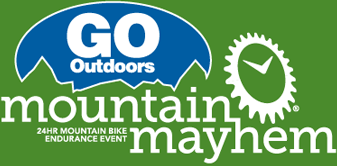 GO
Outdoors
mountain
24HR MOUNTAIN BIKE
ENDURANCE EVENT
mayhem®